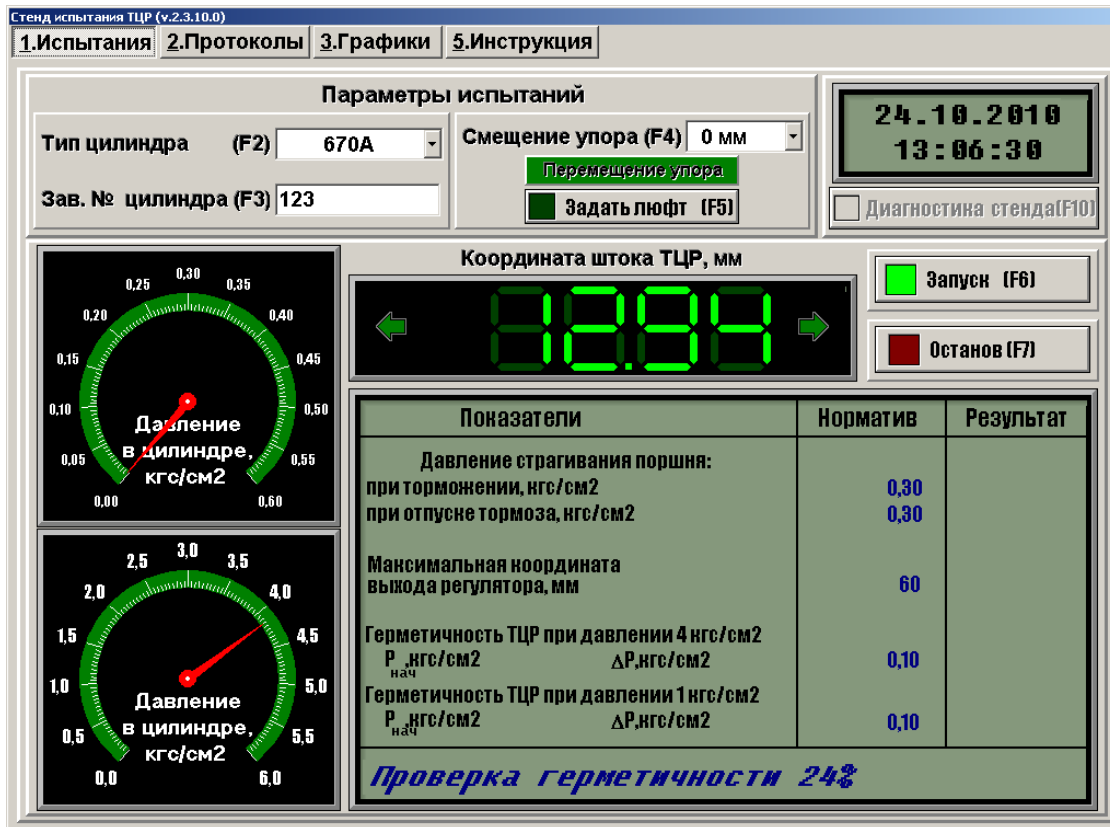 Стенд испытания ТЦР (v.2.3.10.0)
1.Испытания 2.Протоколы 3.Графики 5.Инструкция
Параметры испытаний
Тип цилиндра (F2) 670А
Зав. № цилиндра (F3) 123
Смещение упора (F4) 0 мм
Перемещение упора
Задать люфт (F5)
24.10.2010
13:06:30
Диагностика стенда(F10)
Координата штока ТЦР, мм
12.94
Запуск (F6)
Останов (F7)
0,00 0,05 0,10 0,15 0,20 0,25 0,30 0,35 0,40 0,45 0,50 0,55 0,60
Давление
в цилиндре,
кгс/см2
0,0 0,5 1,0 1,5 2,0 2,5 3,0 3,5 4,0 4,5 5,0 5,5 6,0
Давление
в цилиндре,
кгс/см2
Показатели Норматив Результат
Давление страгивания поршня:
при торможении, кгс/см2 0,30
при отпуске тормоза, кгс/см2 0,30
Максимальная координата
выхода регулятора, мм 60
Герметичность ТЦР при давлении 4 кгс/см2
Pнач,кгс/см2 ΔP,кгс/см2 0,10
Герметичность ТЦР при давлении 1 кгс/см2
Pнач,кгс/см2 ΔP,кгс/см2 0,10
Проверка герметичности 24%